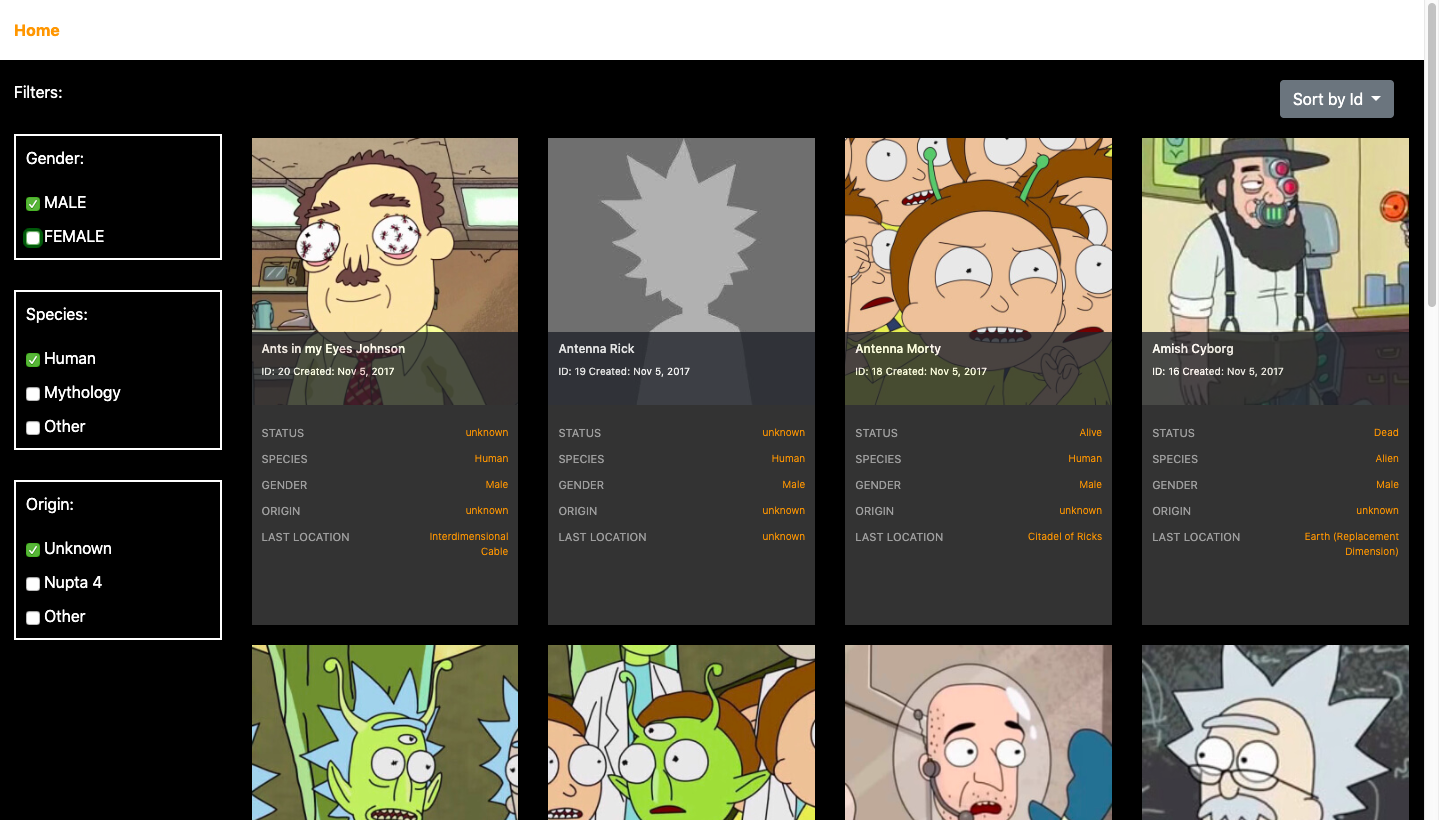 Home
Filters:
Sort by Id
Gender:
MALE
FEMALE
Species:
Human
Mythology
Other
Origin:
Unknown
Nupta 4
Other
Ants in my Eyes Johnson
ID: 20 Created: Nov 5, 2017
STATUS unknown
SPECIES Human
GENDER Male
ORIGIN unknown
LAST LOCATION Interdimensional
Cable
Antenna Rick
ID: 19 Created: Nov 5, 2017
STATUS unknown
SPECIES Human
GENDER Male
ORIGIN unknown
LAST LOCATION unknown
Antenna Morty
ID: 18 Created: Nov 5, 2017
STATUS Alive
SPECIES Human
GENDER Male
ORIGIN unknown
LAST LOCATION Citadel of Ricks
Amish Cyborg
ID: 16 Created: Nov 5, 2017
STATUS Dead
SPECIES Alien
GENDER Male
ORIGIN unknown
LAST LOCATION Earth (Replacement
Dimension)